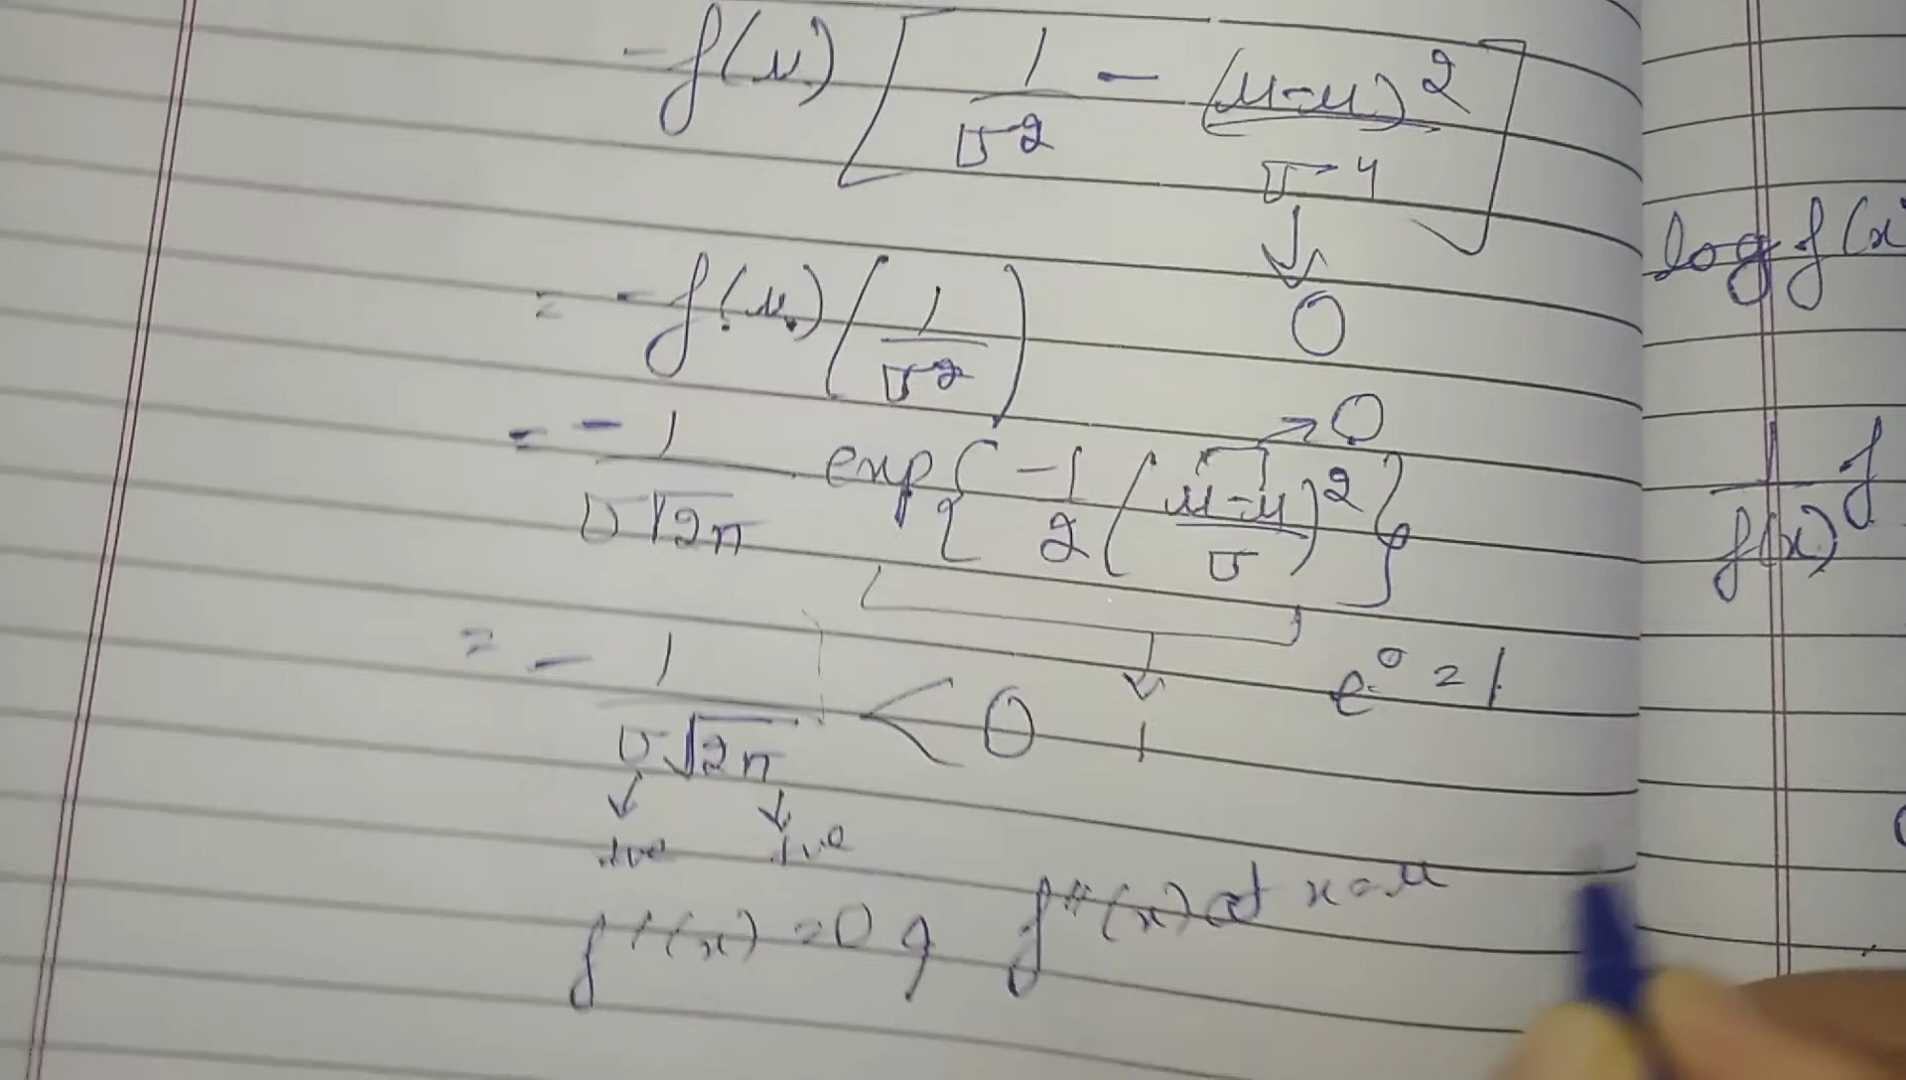 -f(μ) [ 1/σ² - (μ-μ)²/σ⁴ ]
↓
0
= -f(μ) ( 1/σ² )
= - 1/σ√2π exp{ -1/2 ( (μ-μ)/σ )² } → 0
e⁰ = 1
= - 1/σ√2π < 0 1
+ve +ve
f'(x) = 0 g f''(x) at x = μ
log f(x
1/f(x) f